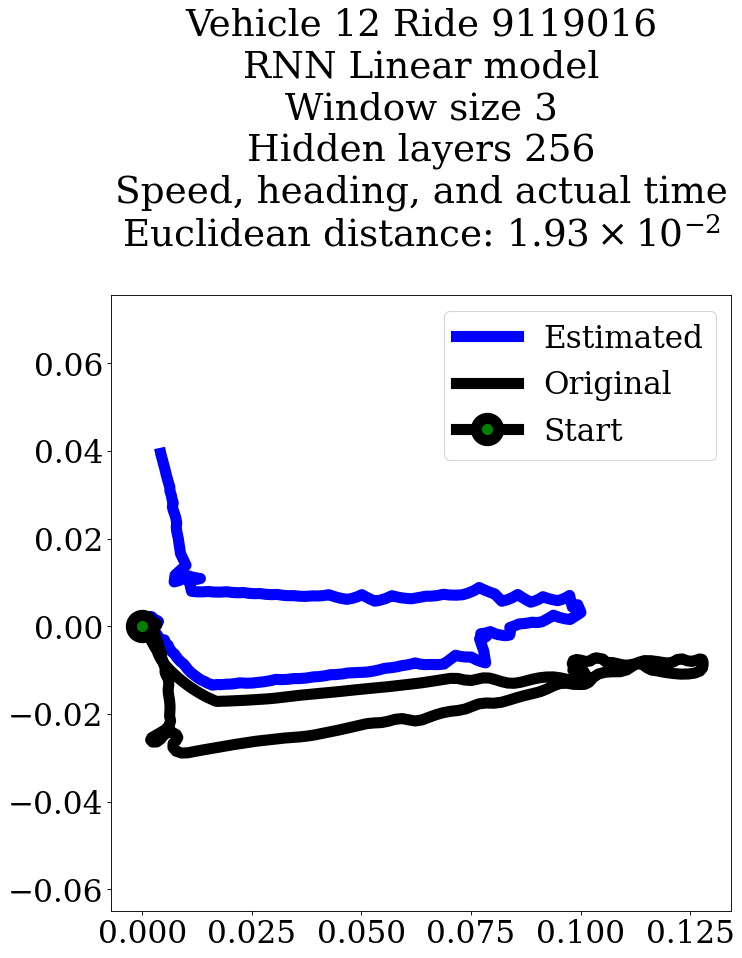 Vehicle 12 Ride 9119016
RNN Linear model
Window size 3
Hidden layers 256
Speed, heading, and actual time
Euclidean distance: 1.93 × 10⁻²
Estimated
Original
Start
0.06
0.04
0.02
0.00
−0.02
−0.04
−0.06
0.000 0.025 0.050 0.075 0.100 0.125